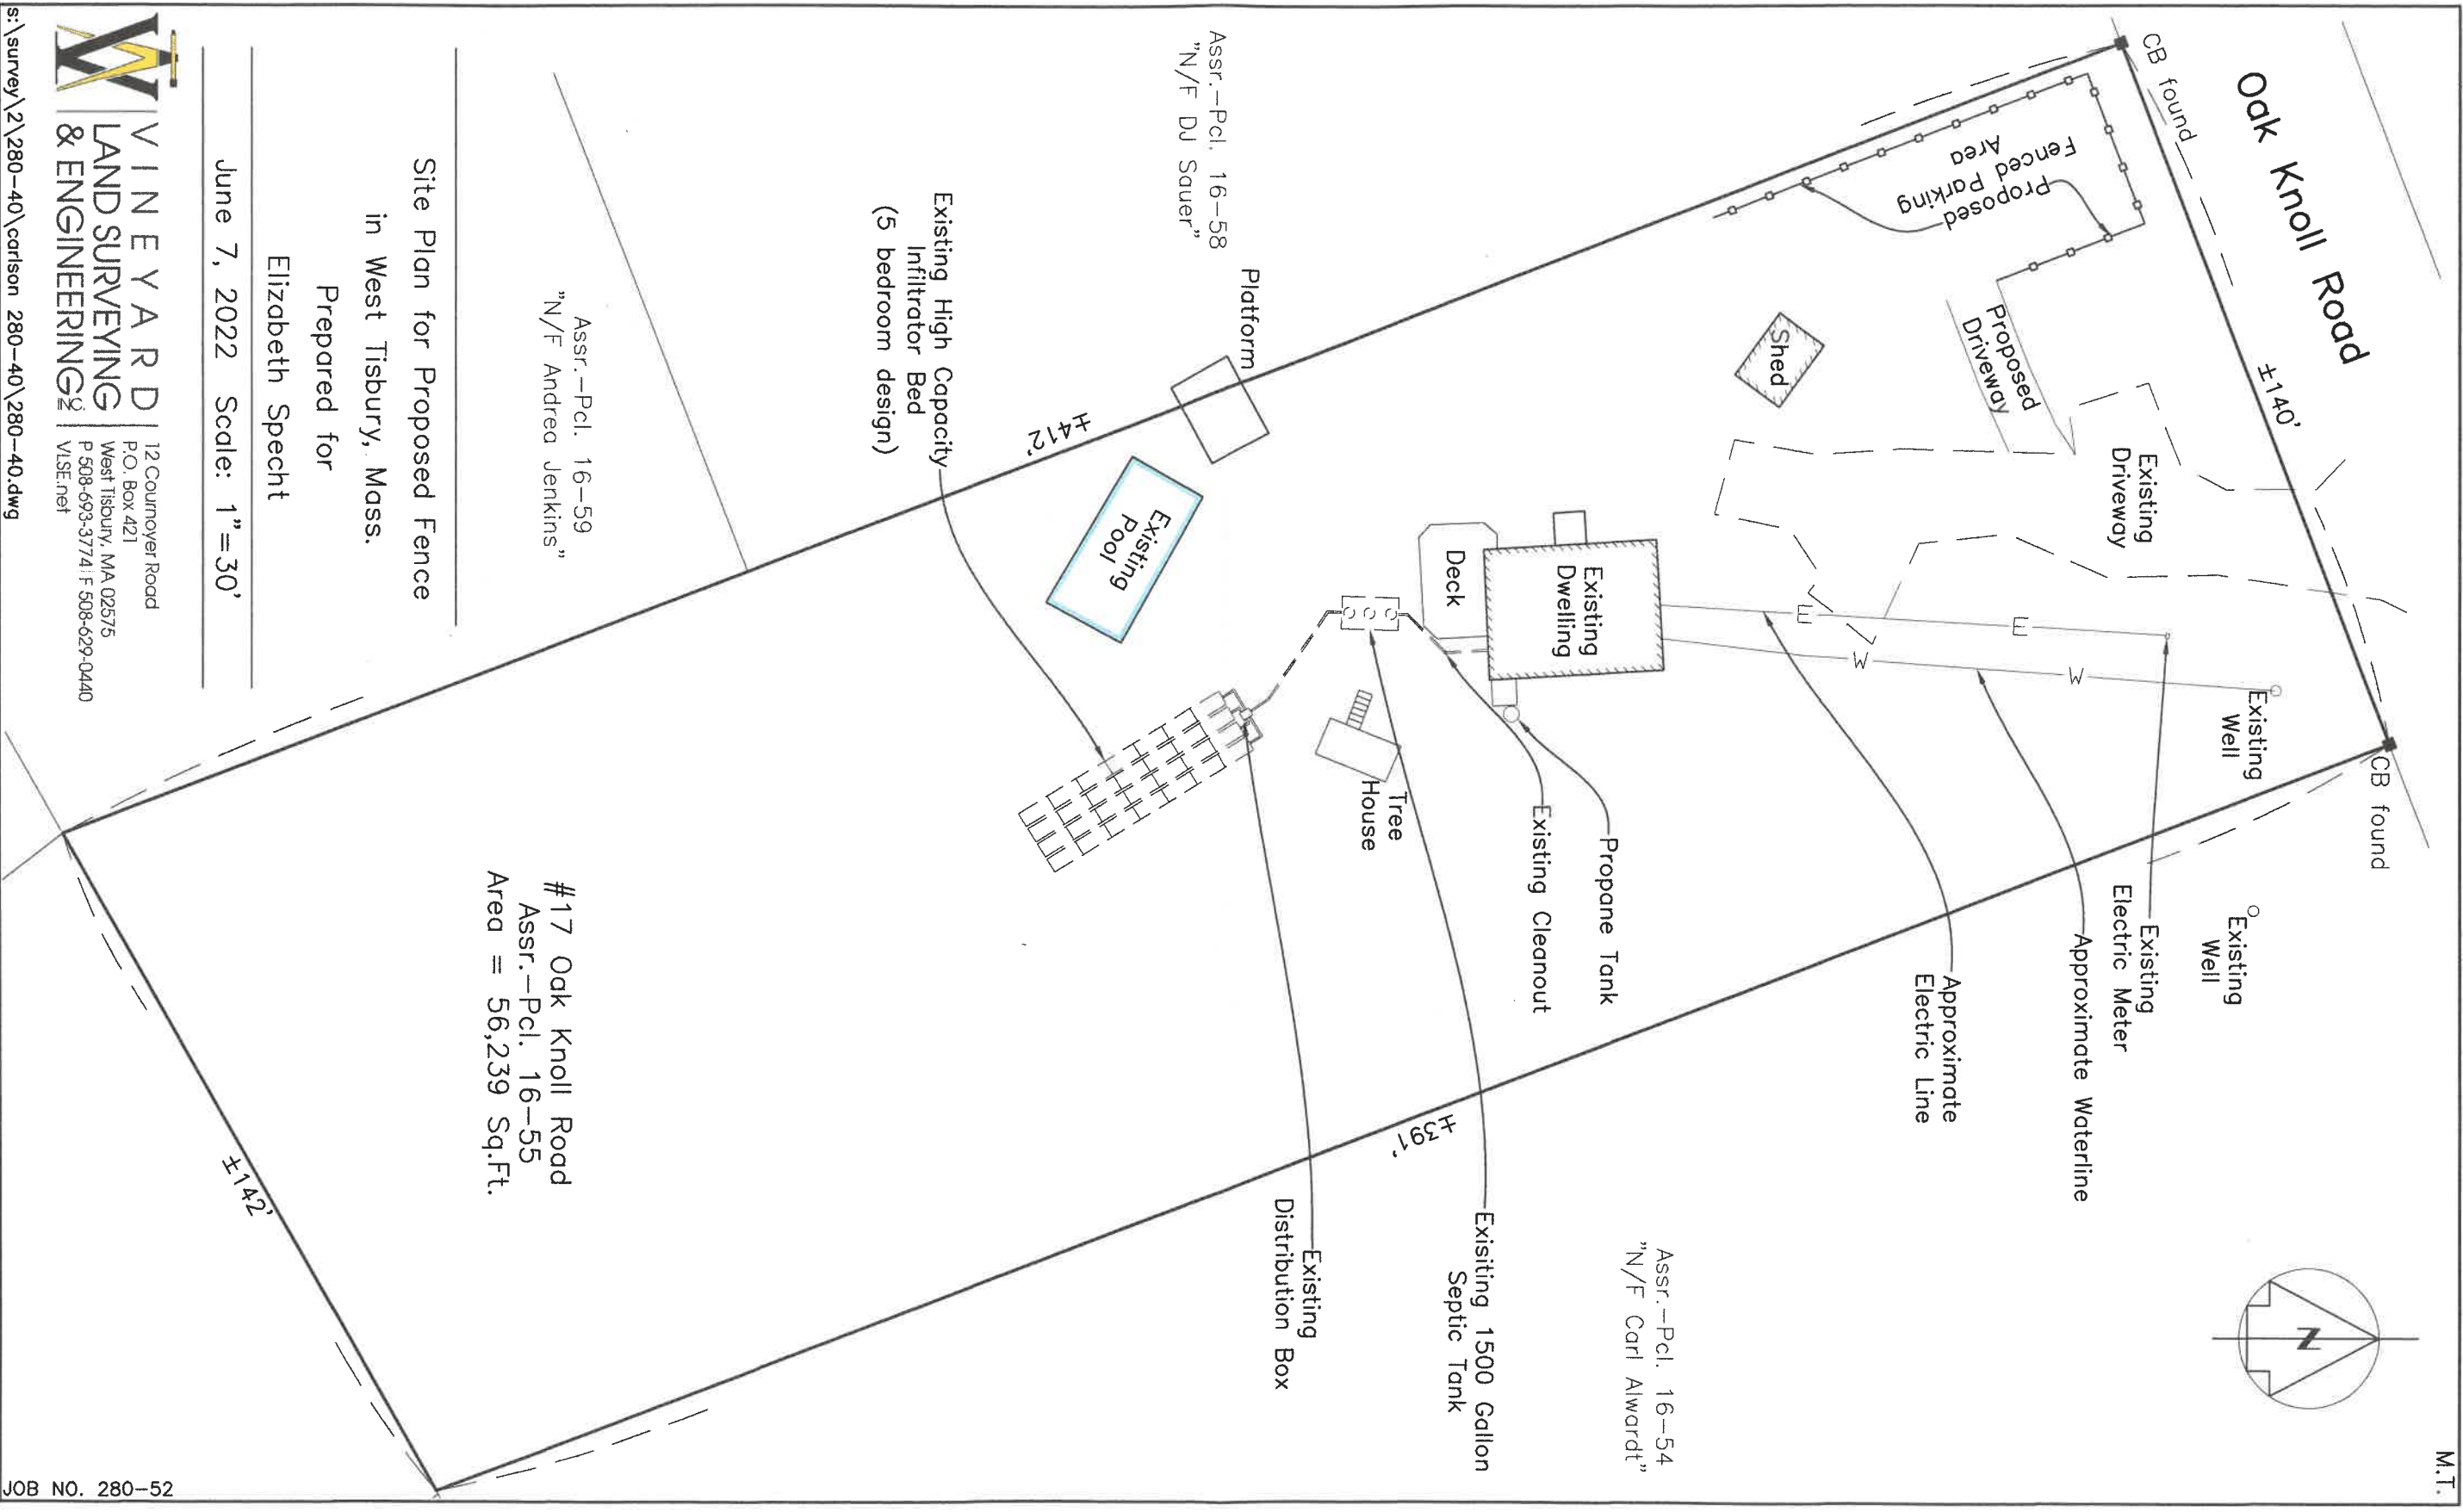 M.T.
Oak Knoll Road
CB found
±140'
CB found
Proposed
Fenced Parking
Area
Proposed
Driveway
Existing
Driveway
Shed
Existing
Well
Existing
Well
Existing
Electric Meter
Approximate Waterline
Approximate
Electric Line
E
E
W
W
Existing
Dwelling
Deck
Propane Tank
Existing Cleanout
Tree
House
Exisiting 1500 Gallon
Septic Tank
Existing
Distribution Box
Assr.-Pcl. 16-54
"N/F Carl Alwardt"
N
±391'
Assr.-Pcl. 16-58
"N/F DJ Sauer"
Platform
±412'
Existing
Pool
Existing High Capacity
Infiltrator Bed
(5 bedroom design)
Assr.-Pcl. 16-59
"N/F Andrea Jenkins"
#17 Oak Knoll Road
Assr.-Pcl. 16-55
Area = 56,239 Sq.Ft.
±142'
Site Plan for Proposed Fence
in West Tisbury, Mass.
Prepared for
Elizabeth Specht
June 7, 2022 Scale: 1"=30'
VINEYARD
LAND SURVEYING
& ENGINEERING
12 Cournoyer Road
P.O. Box 421
West Tisbury, MA 02575
P 508-693-3774 | F 508-629-0440
VLSE.net
s:\survey\2\280-40\carlson 280-40\280-40.dwg
JOB NO. 280-52